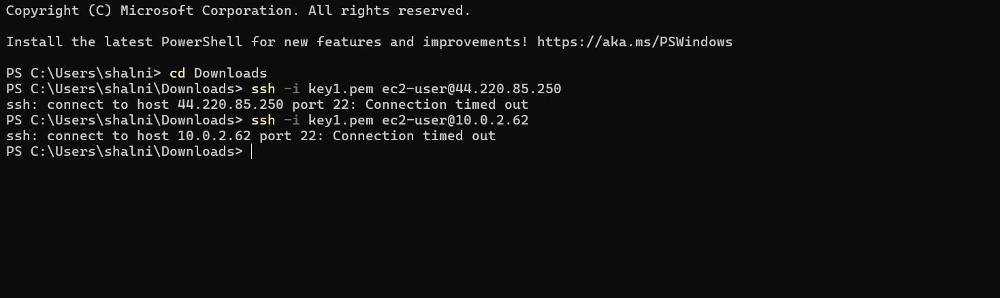 Copyright (C) Microsoft Corporation. All rights reserved.
Install the latest PowerShell for new features and improvements! https://aka.ms/PSWindows
PS C:\Users\shalni> cd Downloads
PS C:\Users\shalni\Downloads> ssh -i key1.pem ec2-user@44.220.85.250
ssh: connect to host 44.220.85.250 port 22: Connection timed out
PS C:\Users\shalni\Downloads> ssh -i key1.pem ec2-user@10.0.2.62
ssh: connect to host 10.0.2.62 port 22: Connection timed out
PS C:\Users\shalni\Downloads>